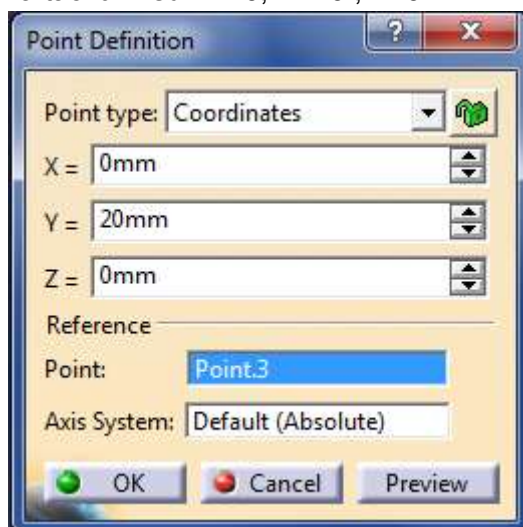 Point Definition
?
X
Point type: Coordinates
X = 0mm
Y = 20mm
Z = 0mm
Reference
Point: Point.3
Axis System: Default (Absolute)
OK Cancel Preview